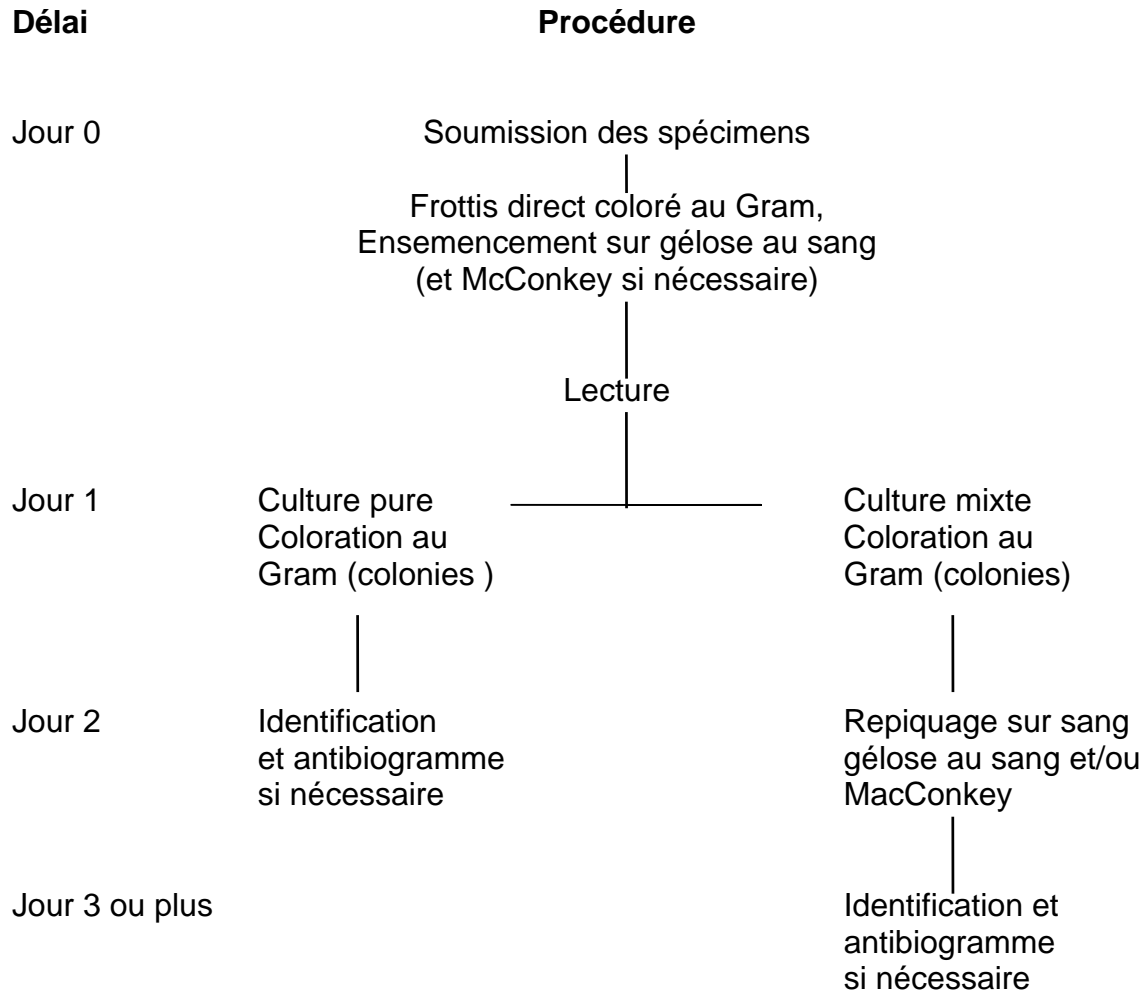 Délai Procédure
Jour 0 Soumission des spécimens
Frottis direct coloré au Gram,
Ensemencement sur gélose au sang
(et McConkey si nécessaire)
Lecture
Jour 1 Culture pure Culture mixte
Coloration au Coloration au
Gram (colonies ) Gram (colonies)
Jour 2 Identification Repiquage sur sang
et antibiogramme gélose au sang et/ou
si nécessaire MacConkey
Jour 3 ou plus Identification et
antibiogramme
si nécessaire